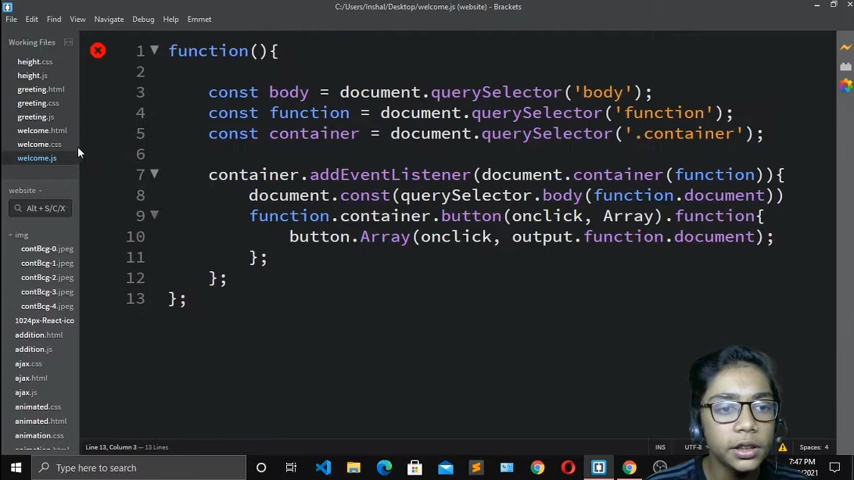 C:/Users/Inshal/Desktop/welcome.js (website) - Brackets
File Edit Find View Navigate Debug Help Emmet
Working Files
height.css
height.js
greeting.html
greeting.css
greeting.js
welcome.html
welcome.css
welcome.js
website
Alt + S/C/X
img
contBcg-0.jpeg
contBcg-1.jpeg
contBcg-2.jpeg
contBcg-3.jpeg
contBcg-4.jpeg
1024px-React-ico
addition.html
addition.js
ajax.css
ajax.html
ajax.js
animated.css
animated.html
animation.css
1 function(){
2
3 const body = document.querySelector('body');
4 const function = document.querySelector('function');
5 const container = document.querySelector('.container');
6
7 container.addEventListener(document.container(function)){
8 document.const(querySelector.body(function.document))
9 function.container.button(onclick, Array).function{
10 button.Array(onclick, output.function.document);
11 };
12 };
13 };
Line 13, Column 3 — 13 Lines
INS UTF-8 Spaces: 4
Type here to search
7:47 PM